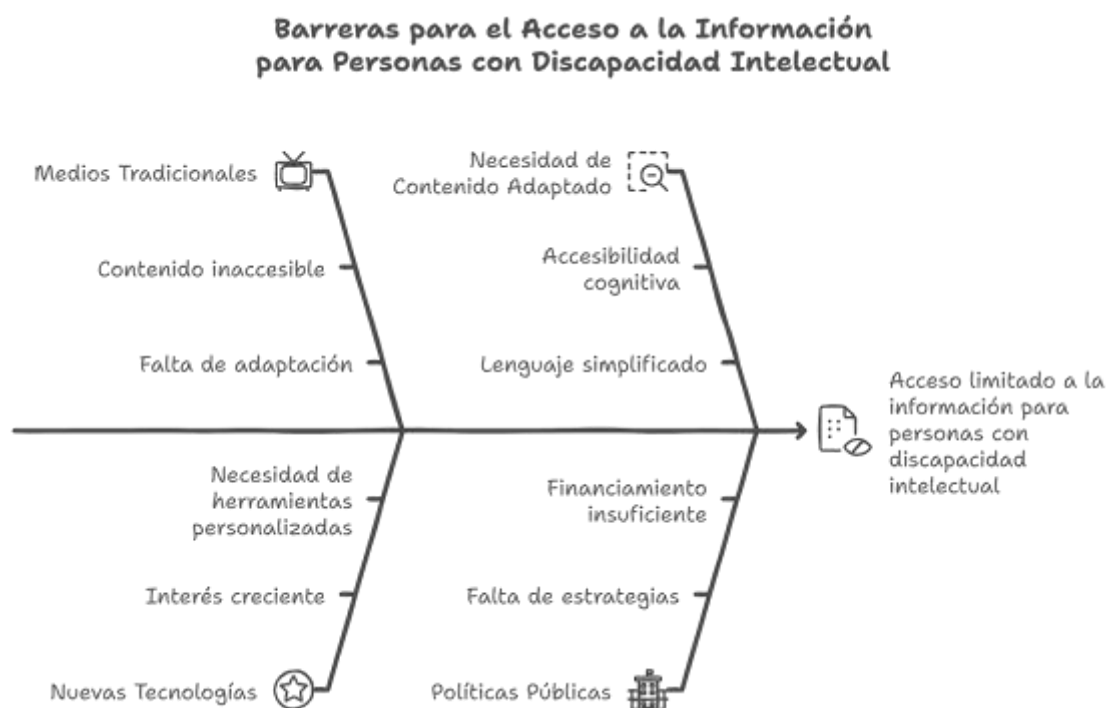 Barreras para el Acceso a la Información
para Personas con Discapacidad Intelectual
Medios Tradicionales
Contenido inaccesible
Falta de adaptación
Necesidad de
Contenido Adaptado
Accesibilidad
cognitiva
Lenguaje simplificado
Acceso limitado a la
información para
personas con
discapacidad
intelectual
Necesidad de
herramientas
personalizadas
Interés creciente
Nuevas Tecnologías
Financiamiento
insuficiente
Falta de estrategias
Políticas Públicas